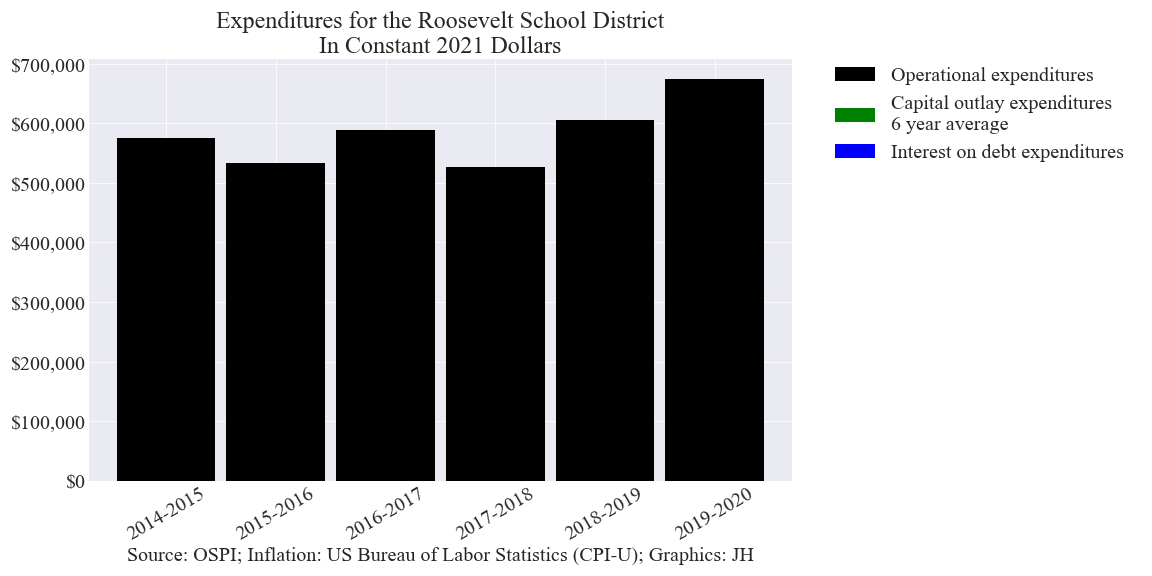 Expenditures for the Roosevelt School District
In Constant 2021 Dollars
$700,000
$600,000
$500,000
$400,000
$300,000
$200,000
$100,000
$0
2014-2015
2015-2016
2016-2017
2017-2018
2018-2019
2019-2020
Source: OSPI; Inflation: US Bureau of Labor Statistics (CPI-U); Graphics: JH
Operational expenditures
Capital outlay expenditures
6 year average
Interest on debt expenditures